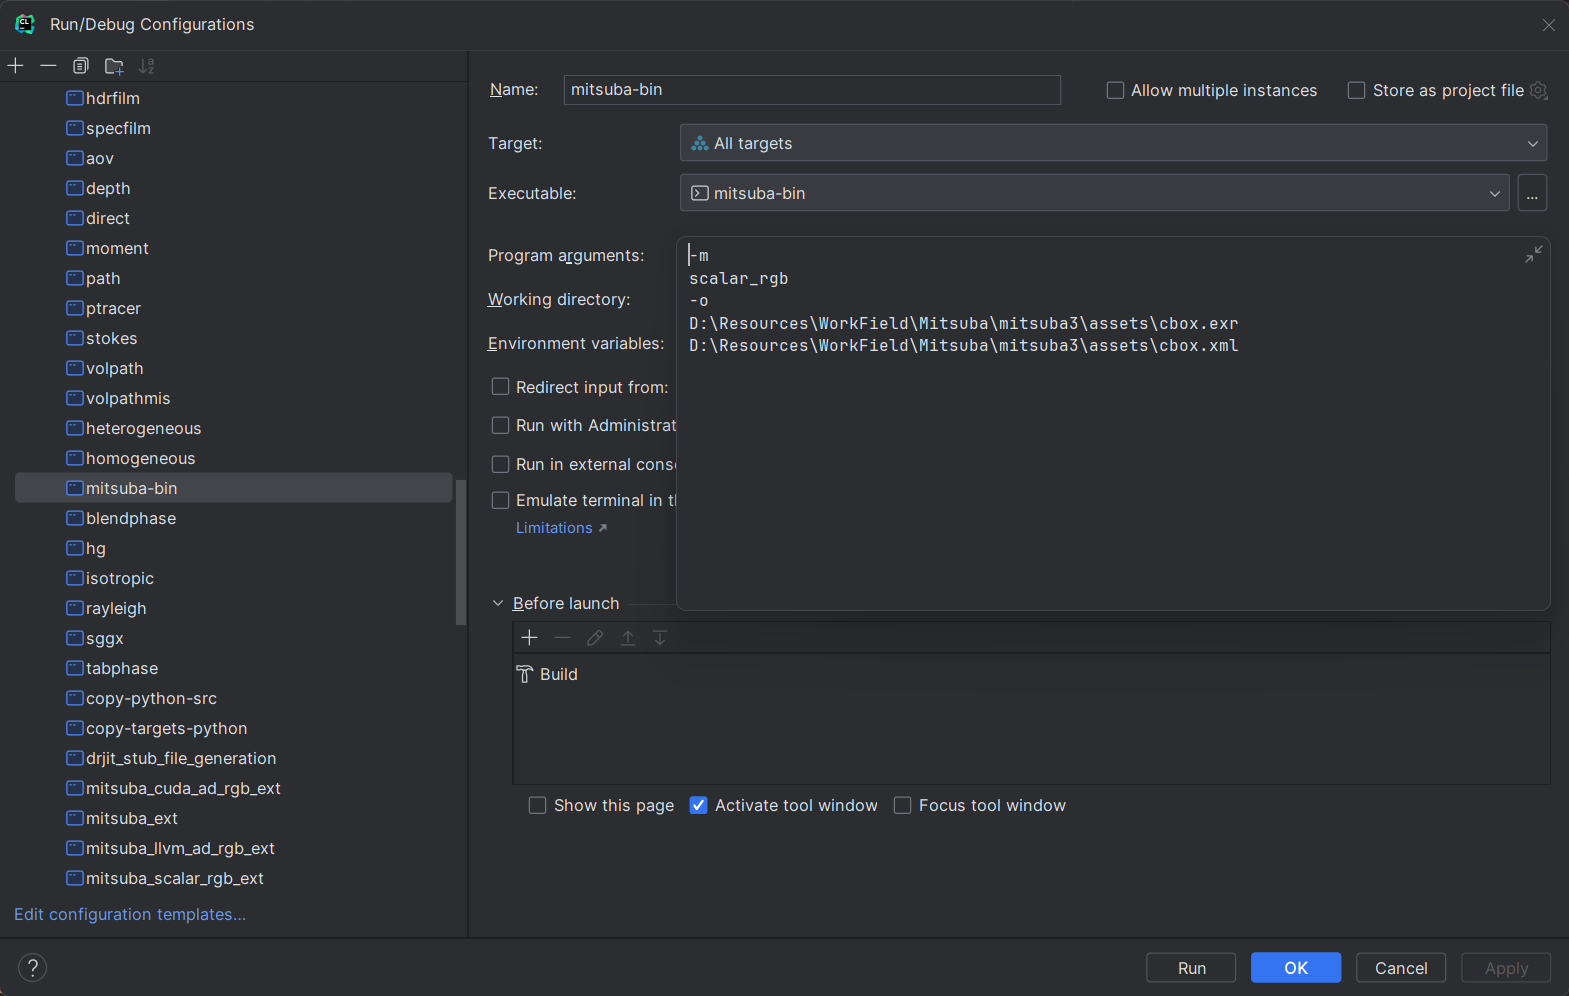 Run/Debug Configurations
hdrfilm
specfilm
aov
depth
direct
moment
path
ptracer
stokes
volpath
volpathmis
heterogeneous
homogeneous
mitsuba-bin
blendphase
hg
isotropic
rayleigh
sggx
tabphase
copy-python-src
copy-targets-python
drjit_stub_file_generation
mitsuba_cuda_ad_rgb_ext
mitsuba_ext
mitsuba_llvm_ad_rgb_ext
mitsuba_scalar_rgb_ext
Edit configuration templates...
Name: mitsuba-bin Allow multiple instances Store as project file
Target: All targets
Executable: mitsuba-bin ...
Program arguments: -m
scalar_rgb
-o
D:\Resources\WorkField\Mitsuba\mitsuba3\assets\cbox.exr
D:\Resources\WorkField\Mitsuba\mitsuba3\assets\cbox.xml
Working directory:
Environment variables:
Redirect input from:
Run with Administrat
Run in external cons
Emulate terminal in t
Limitations
Before launch
Build
Show this page Activate tool window Focus tool window
? Run OK Cancel Apply